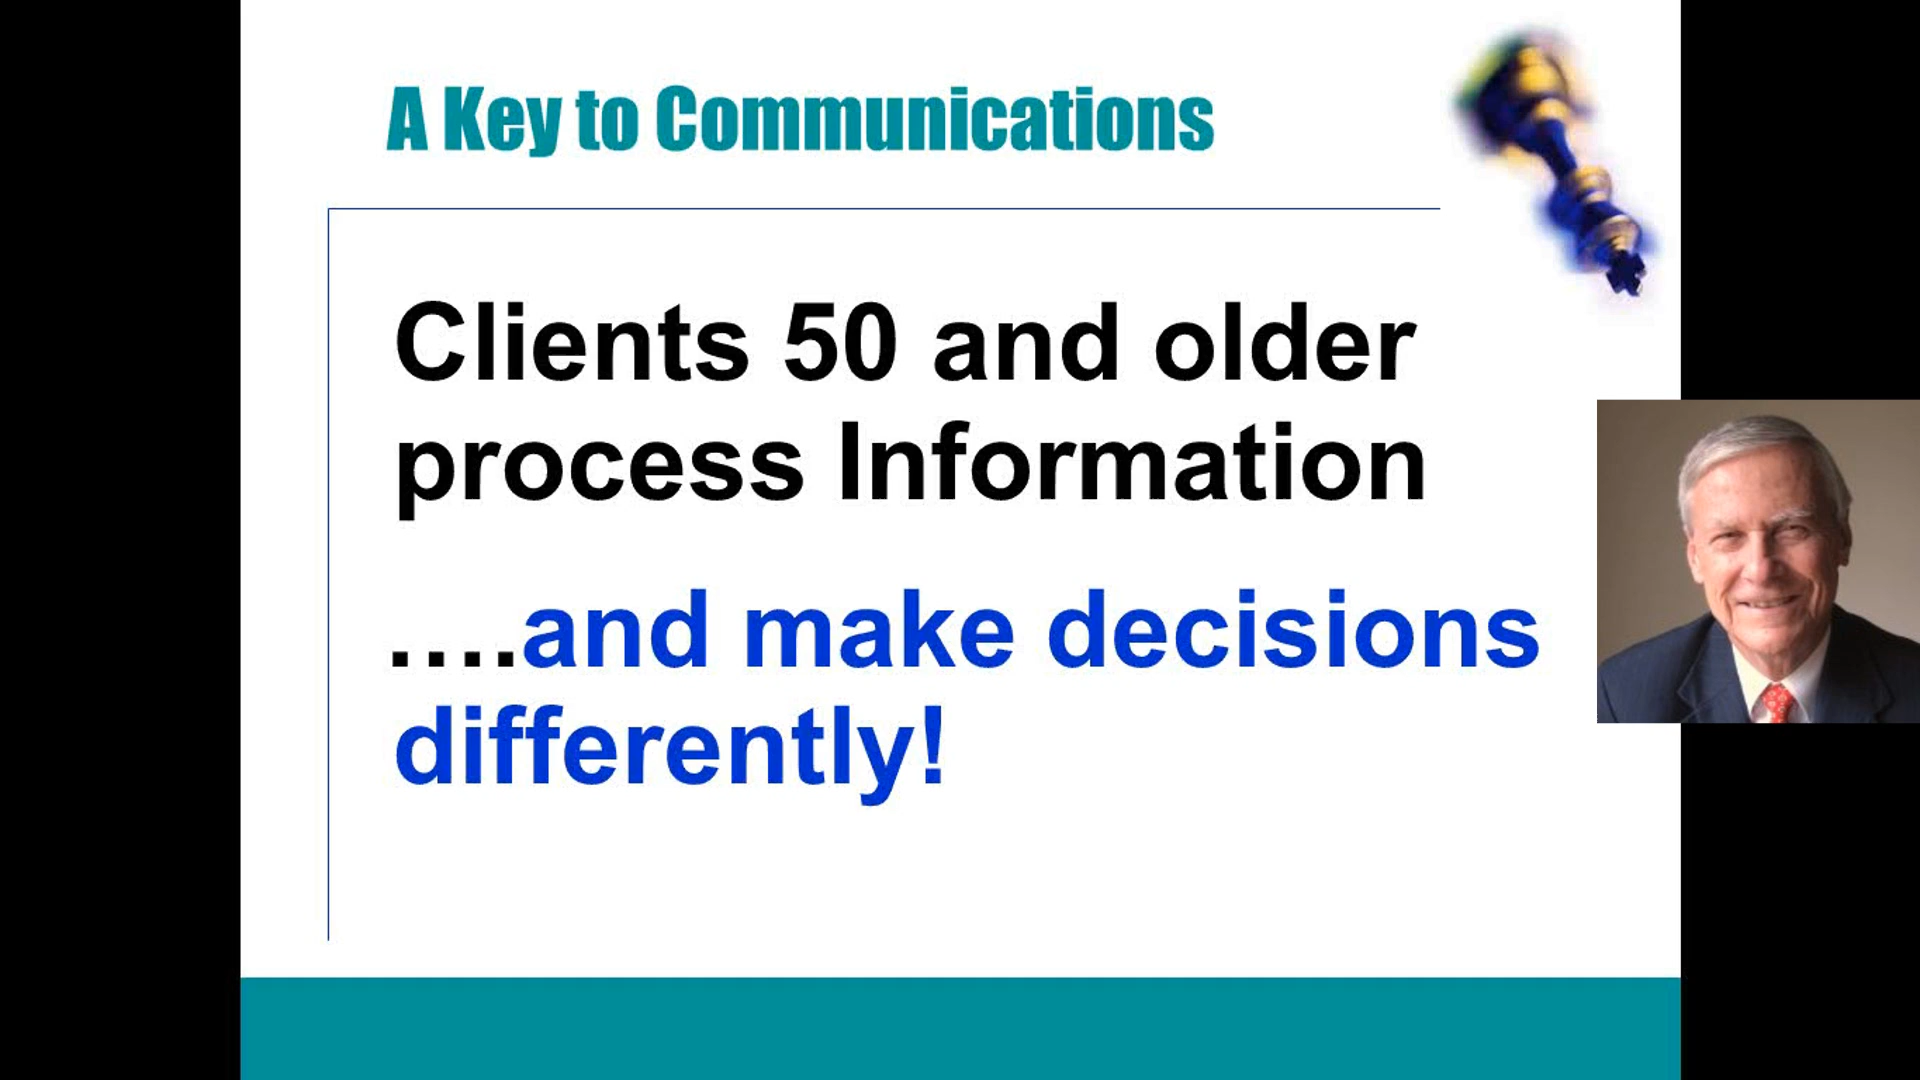 A Key to Communications
Clients 50 and older
process Information
....and make decisions
differently!